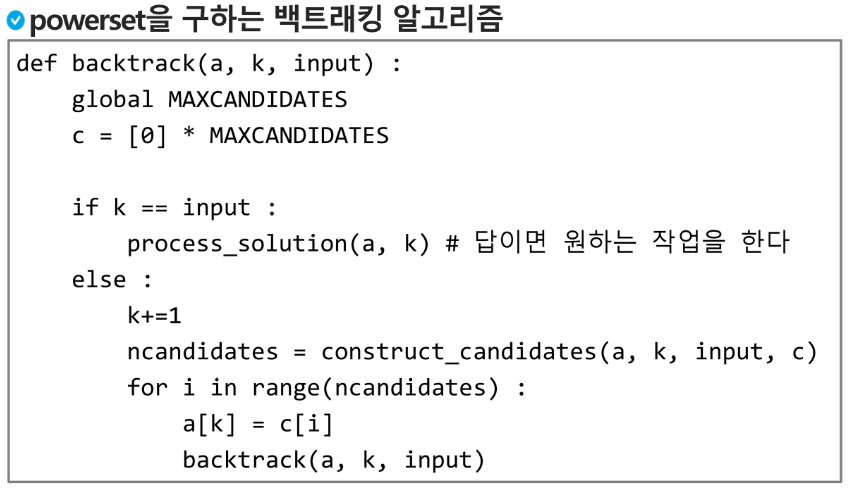 powerset을 구하는 백트래킹 알고리즘
def backtrack(a, k, input) :
    global MAXCANDIDATES
    c = [0] * MAXCANDIDATES

    if k == input :
        process_solution(a, k) # 답이면 원하는 작업을 한다
    else :
        k+=1
        ncandidates = construct_candidates(a, k, input, c)
        for i in range(ncandidates) :
            a[k] = c[i]
            backtrack(a, k, input)